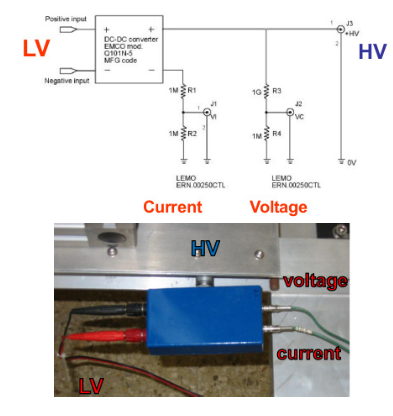 Positive input
LV
Negative input
+ +
DC-DC converter
EMCO mod.
Q101N-5
MFG code
- -
1M R1
1 J1
VI
2
1M R2
1G R3
J2
VC
1M R4
1 J3
+HV
2
HV
0V
LEMO
ERN.00250CTL
LEMO
ERN.00250CTL
Current Voltage
HV
voltage
current
LV